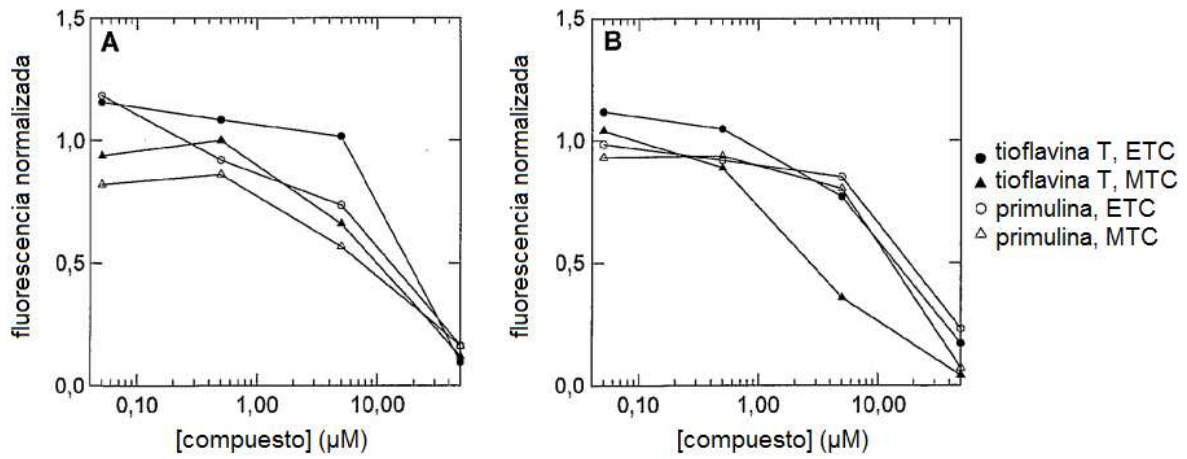 A
fluorescencia normalizada
1,5
1,0
0,5
0,0
0,10
1,00
10,00
[compuesto] (µM)
B
fluorescencia normalizada
1,5
1,0
0,5
0,0
0,10
1,00
10,00
[compuesto] (µM)
tioflavina T, ETC
tioflavina T, MTC
primulina, ETC
primulina, MTC